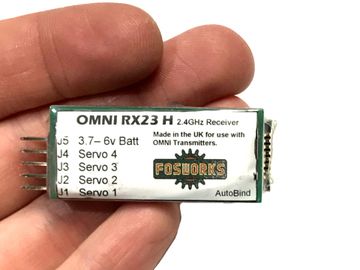 OMNI RX23 H 2.4GHz Receiver
J5 3.7– 6v Batt
J4 Servo 4
J3 Servo 3
J2 Servo 2
J1 Servo 1
Made in the UK for use with
OMNI Transmitters.
FOSWORKS
AutoBind